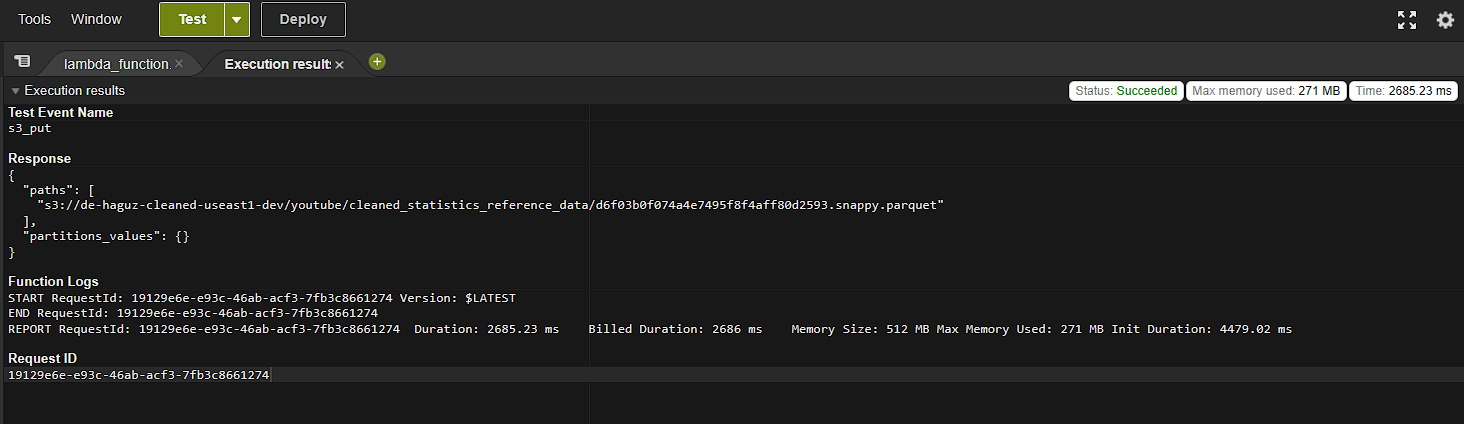 Tools Window Test Deploy
lambda_function. Execution results
Execution results Status: Succeeded Max memory used: 271 MB Time: 2685.23 ms
Test Event Name
s3_put
Response
{
"paths": [
"s3://de-haguz-cleaned-useast1-dev/youtube/cleaned_statistics_reference_data/d6f03b0f074a4e7495f8f4aff80d2593.snappy.parquet"
],
"partitions_values": {}
}
Function Logs
START RequestId: 19129e6e-e93c-46ab-acf3-7fb3c8661274 Version: $LATEST
END RequestId: 19129e6e-e93c-46ab-acf3-7fb3c8661274
REPORT RequestId: 19129e6e-e93c-46ab-acf3-7fb3c8661274 Duration: 2685.23 ms Billed Duration: 2686 ms Memory Size: 512 MB Max Memory Used: 271 MB Init Duration: 4479.02 ms
Request ID
19129e6e-e93c-46ab-acf3-7fb3c8661274